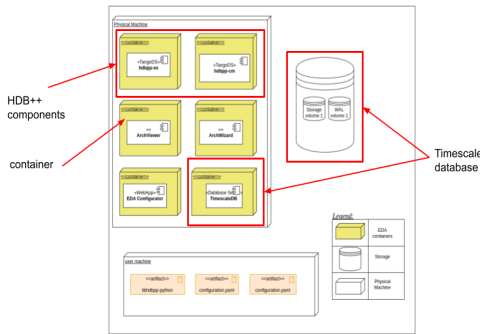 Physical Machine
<<container>>
<<container>>
«TangoDS»
hdbpp-es
«TangoDS»
hdbpp-cm
HDB++
components
<<container>>
<<container>>
ArchViewer
ArchWizard
container
<<container>>
<<container>>
«WebApp»
EDA Configurator
TimescaleDB
Storage
volume 1
WAL
volume 1
Timescale
database
Legend:
EDA
containers
Storage
Physical
Machine
user machine
<<artifact>>
libhdbpp-python
<<artifact>>
configuration.yaml
<<artifact>>
configuration.yaml